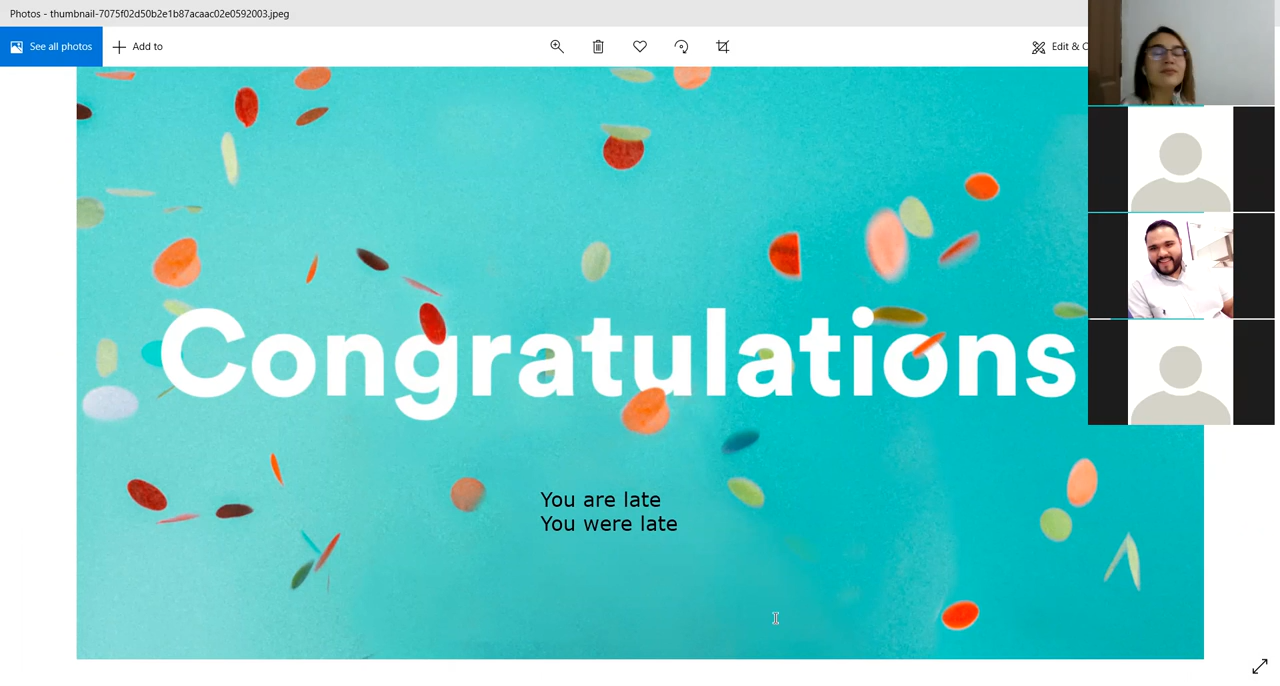 Photos - thumbnail-7075f02d50b2e1b87acaac02e0592003.jpeg
See all photos
Add to
Edit & C
Congratulations
You are late
You were late